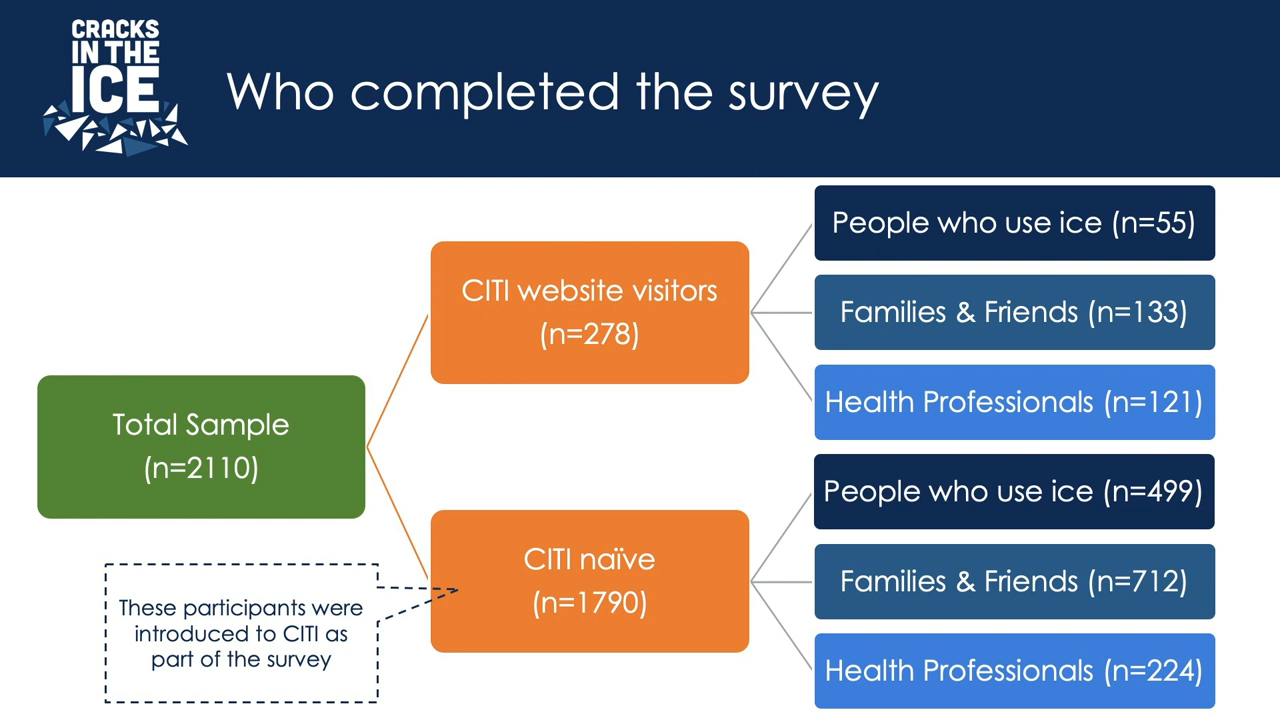 CRACKS
IN THE
ICE
Who completed the survey
Total Sample
(n=2110)
CITI website visitors
(n=278)
People who use ice (n=55)
Families & Friends (n=133)
Health Professionals (n=121)
CITI naïve
(n=1790)
These participants were
introduced to CITI as
part of the survey
People who use ice (n=499)
Families & Friends (n=712)
Health Professionals (n=224)